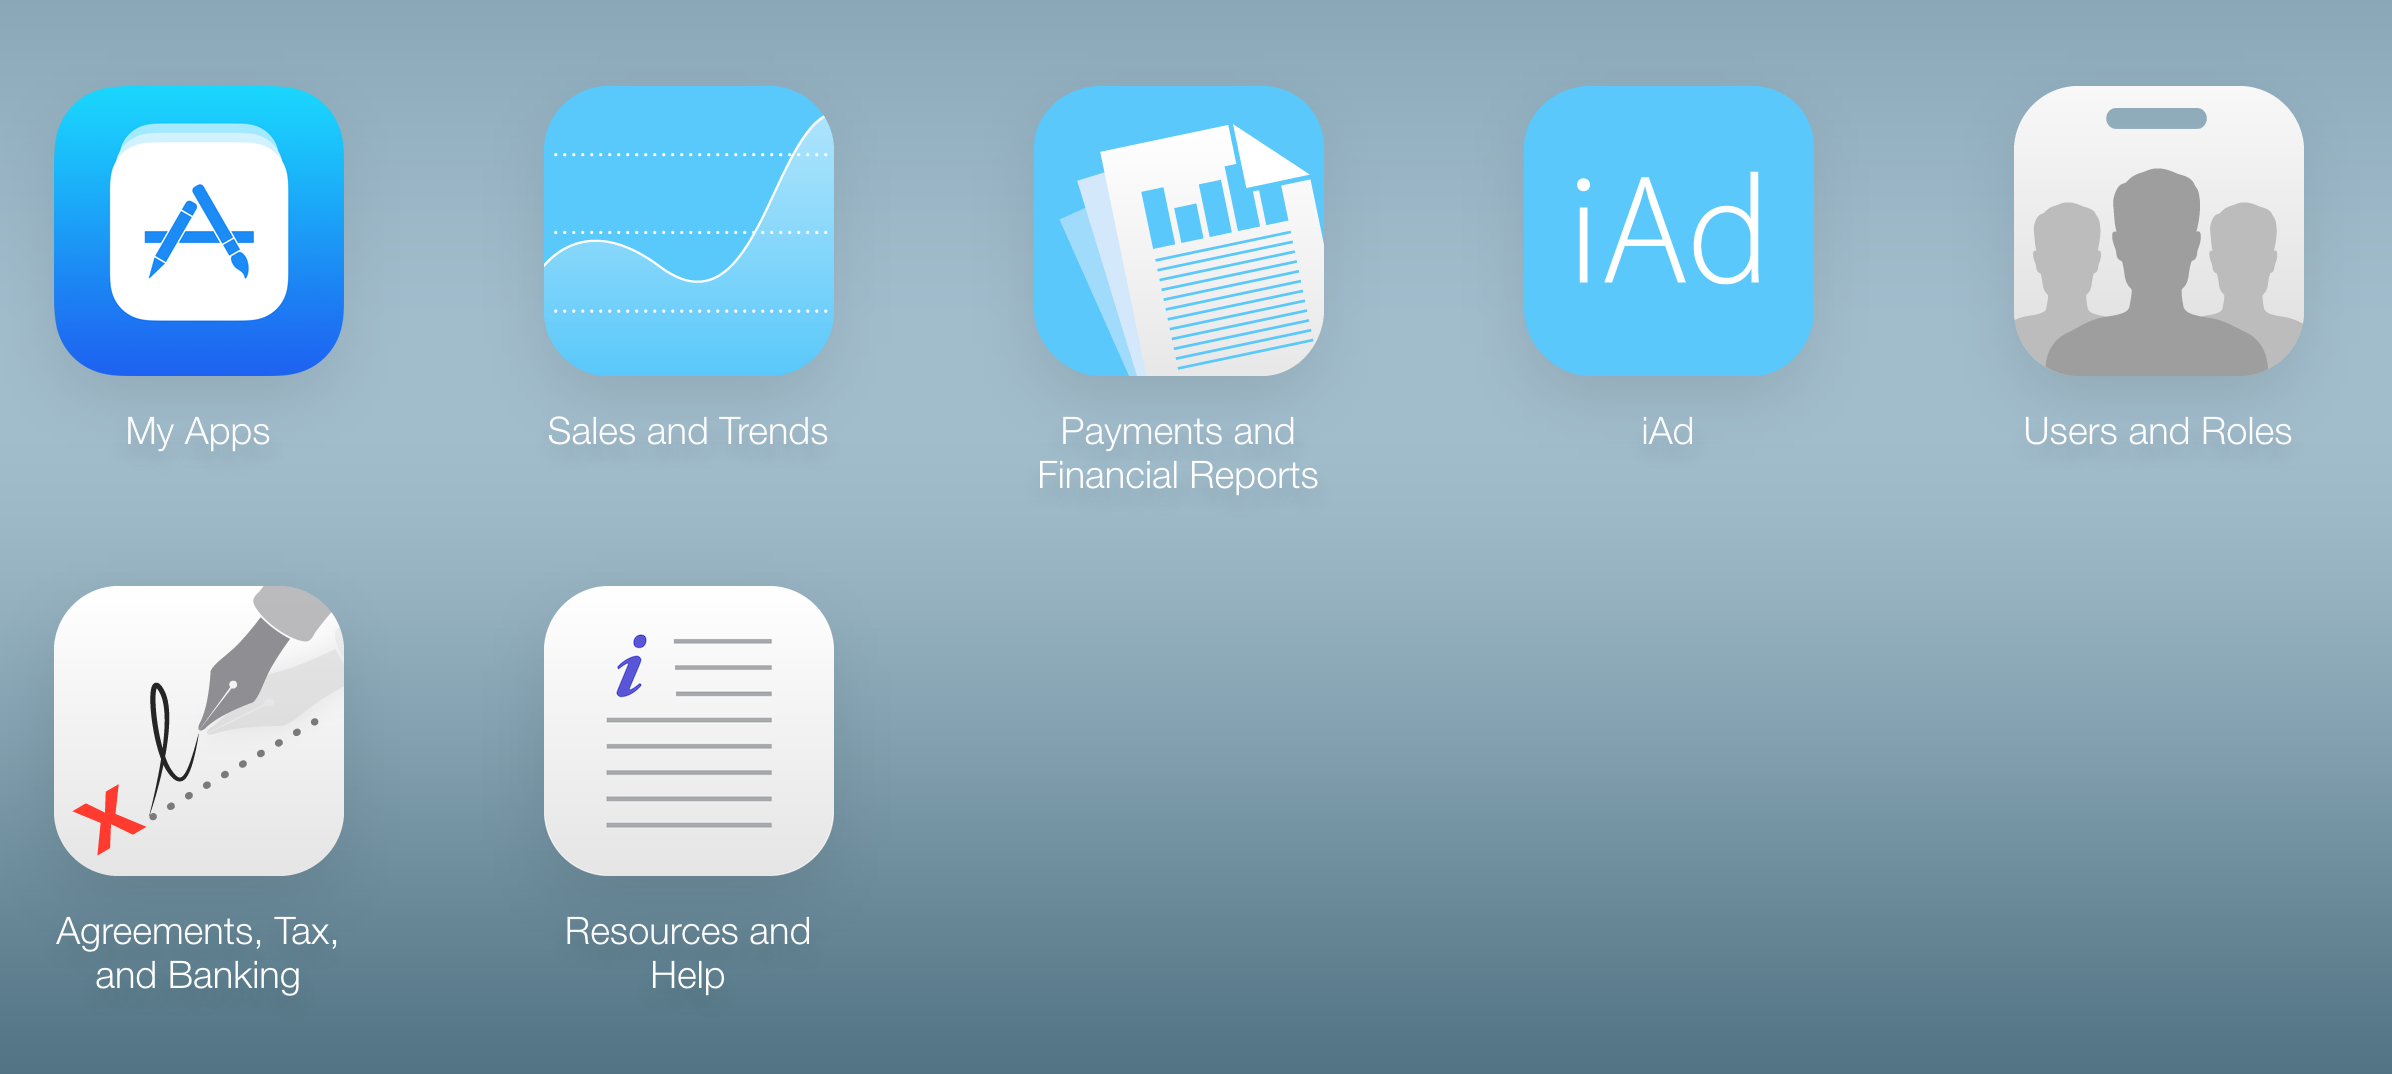 iAd
My Apps
Sales and Trends
Payments and
Financial Reports
iAd
Users and Roles
i
X
Agreements, Tax,
and Banking
Resources and
Help